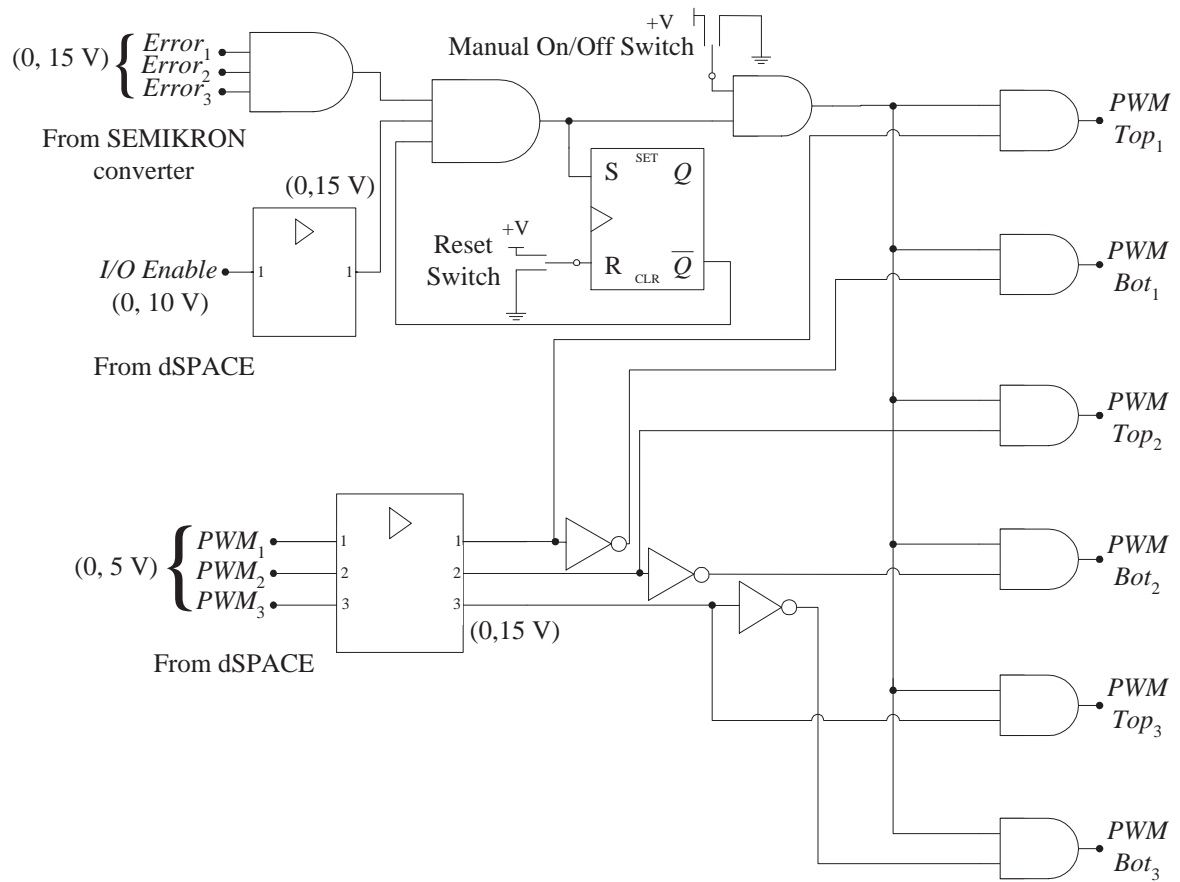 +V
Manual On/Off Switch
(0, 15 V)
Error1
Error2
Error3
From SEMIKRON
converter
(0,15 V)
I/O Enable
(0, 10 V)
1 1
From dSPACE
+V
Reset
Switch
S SET Q
R CLR Q̅
PWM
Top1
PWM
Bot1
PWM
Top2
PWM
Bot2
PWM
Top3
PWM
Bot3
(0, 5 V)
PWM1
PWM2
PWM3
1 1
2 2
3 3
(0,15 V)
From dSPACE